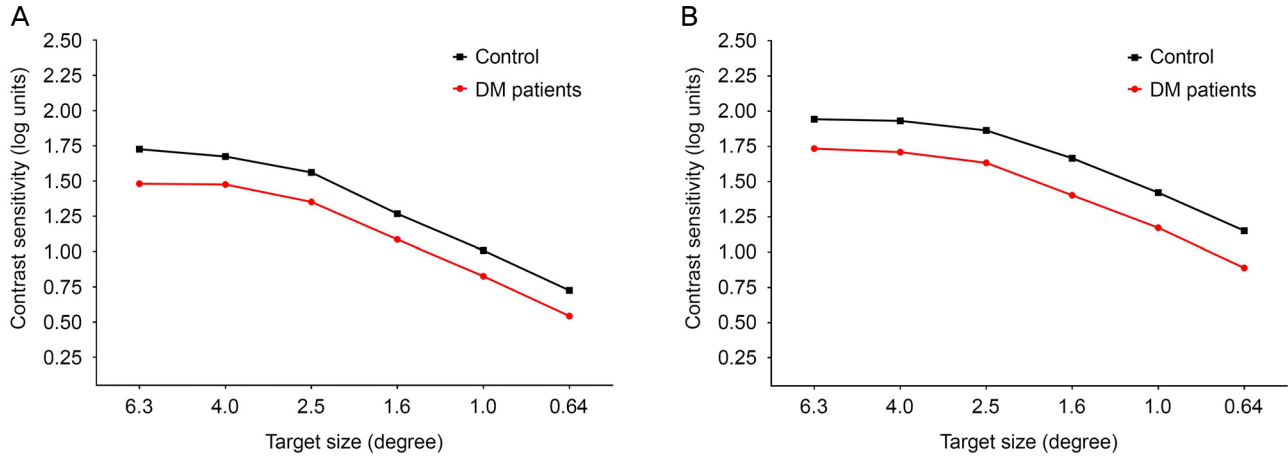 A
Contrast sensitivity (log units)
2.50
2.25
2.00
1.75
1.50
1.25
1.00
0.75
0.50
0.25
Control
DM patients
6.3 4.0 2.5 1.6 1.0 0.64
Target size (degree)
B
Contrast sensitivity (log units)
2.50
2.25
2.00
1.75
1.50
1.25
1.00
0.75
0.50
0.25
Control
DM patients
6.3 4.0 2.5 1.6 1.0 0.64
Target size (degree)